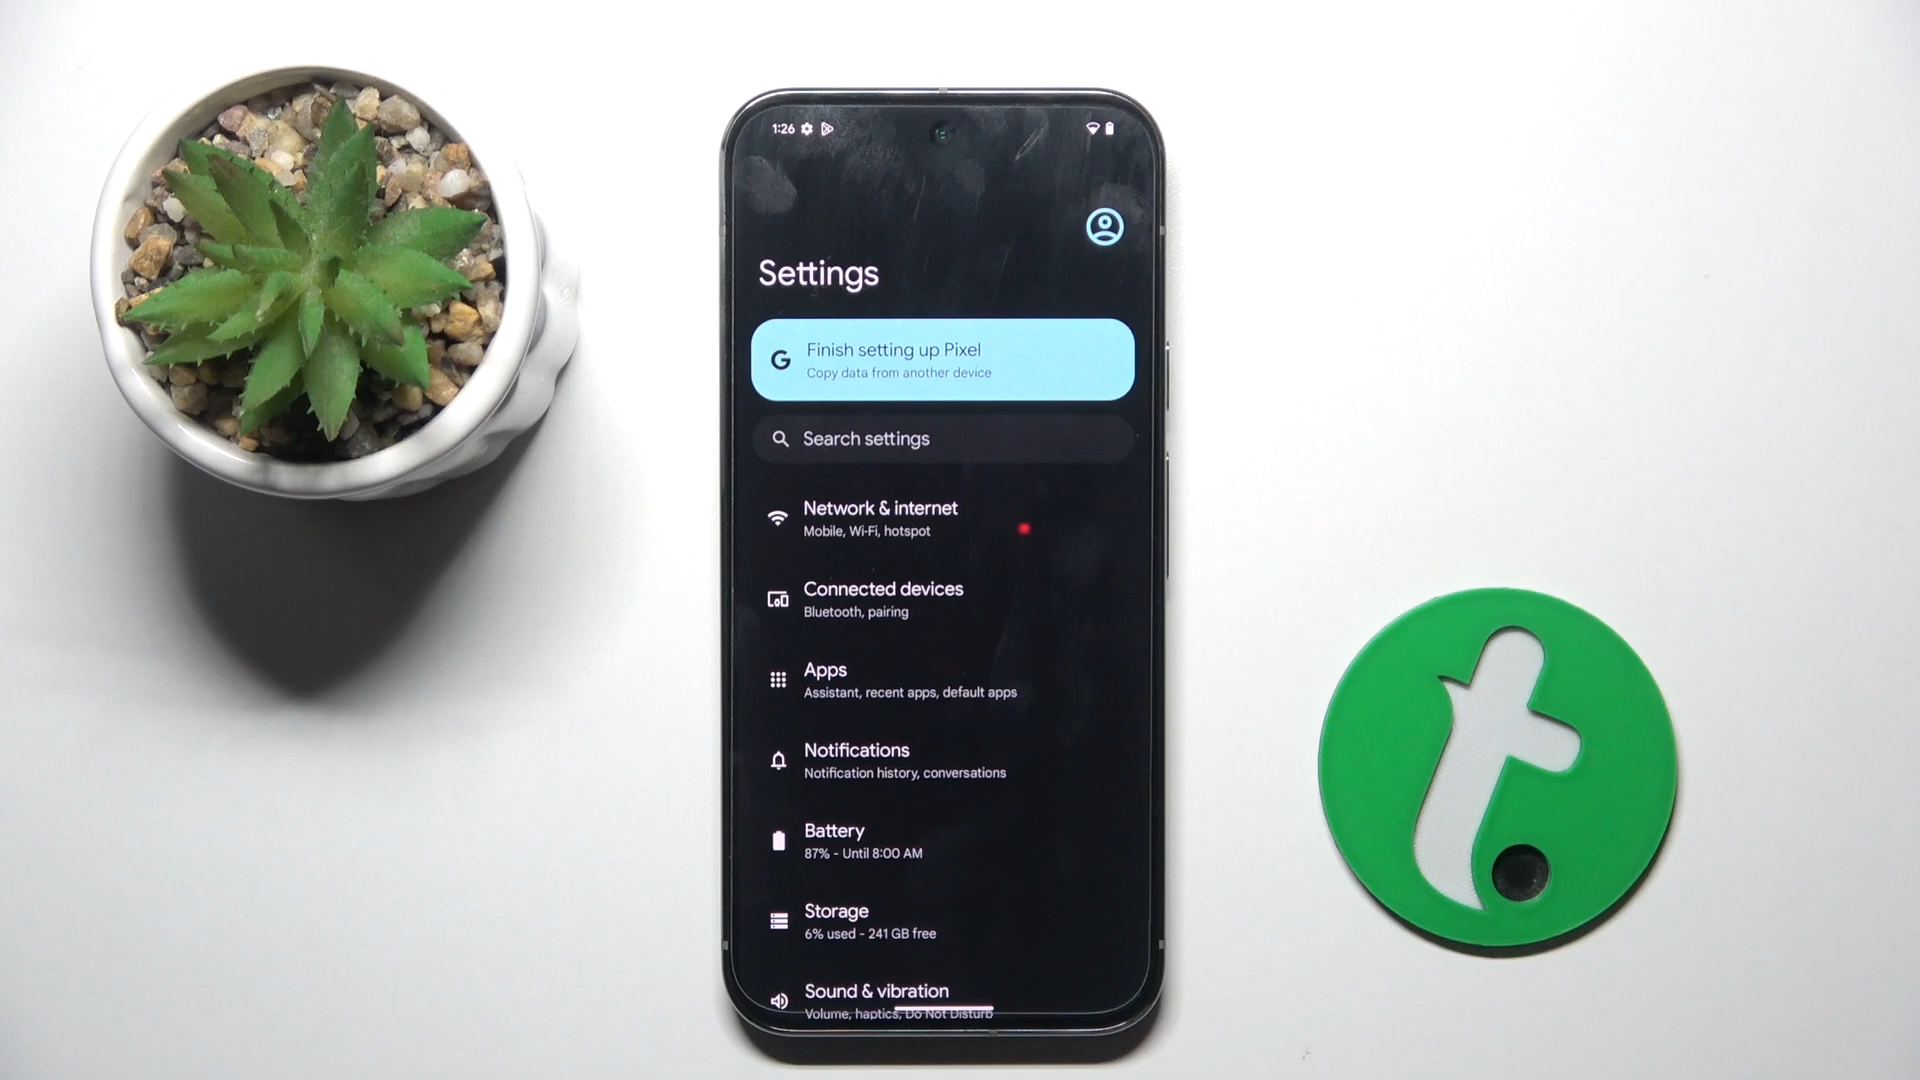 1:26
Settings
Finish setting up Pixel
Copy data from another device
Search settings
Network & internet
Mobile, Wi-Fi, hotspot
Connected devices
Bluetooth, pairing
Apps
Assistant, recent apps, default apps
Notifications
Notification history, conversations
Battery
87% - Until 8:00 AM
Storage
6% used - 241 GB free
Sound & vibration
Volume, haptics, Do Not Disturb